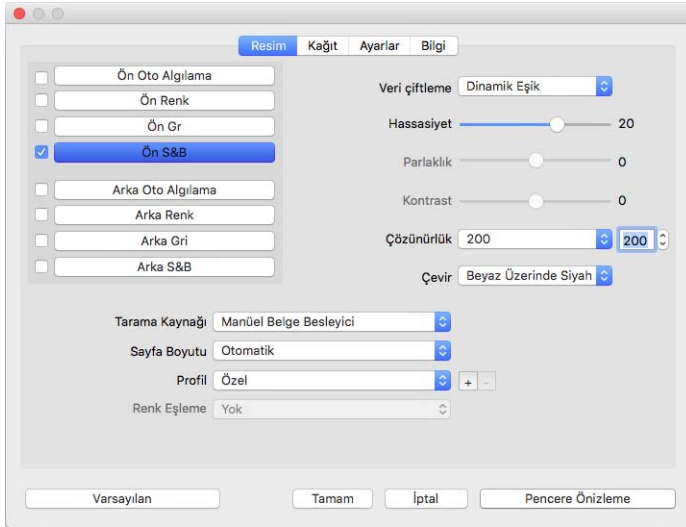 Resim Kağıt Ayarlar Bilgi
Ön Oto Algılama
Ön Renk
Ön Gr
Ön S&B
Arka Oto Algılama
Arka Renk
Arka Gri
Arka S&B
Veri çiftleme Dinamik Eşik
Hassasiyet 20
Parlaklık 0
Kontrast 0
Çözünürlük 200 200
Çevir Beyaz Üzerinde Siyah
Tarama Kaynağı Manüel Belge Besleyici
Sayfa Boyutu Otomatik
Profil Özel + -
Renk Eşleme Yok
Varsayılan Tamam İptal Pencere Önizleme